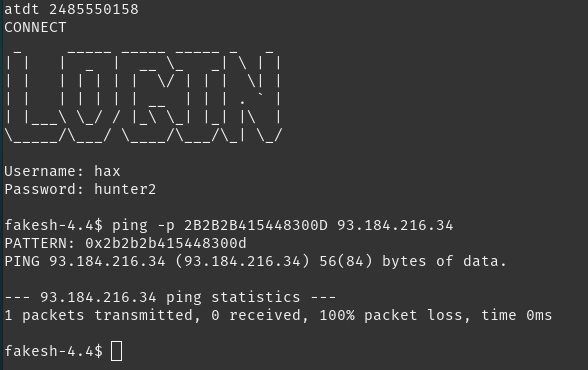 atdt 2485550158
CONNECT
LOGIN
Username: hax
Password: hunter2
fakesh-4.4$ ping -p 2B2B2B415448300D 93.184.216.34
PATTERN: 0x2b2b2b415448300d
PING 93.184.216.34 (93.184.216.34) 56(84) bytes of data.
--- 93.184.216.34 ping statistics ---
1 packets transmitted, 0 received, 100% packet loss, time 0ms
fakesh-4.4$